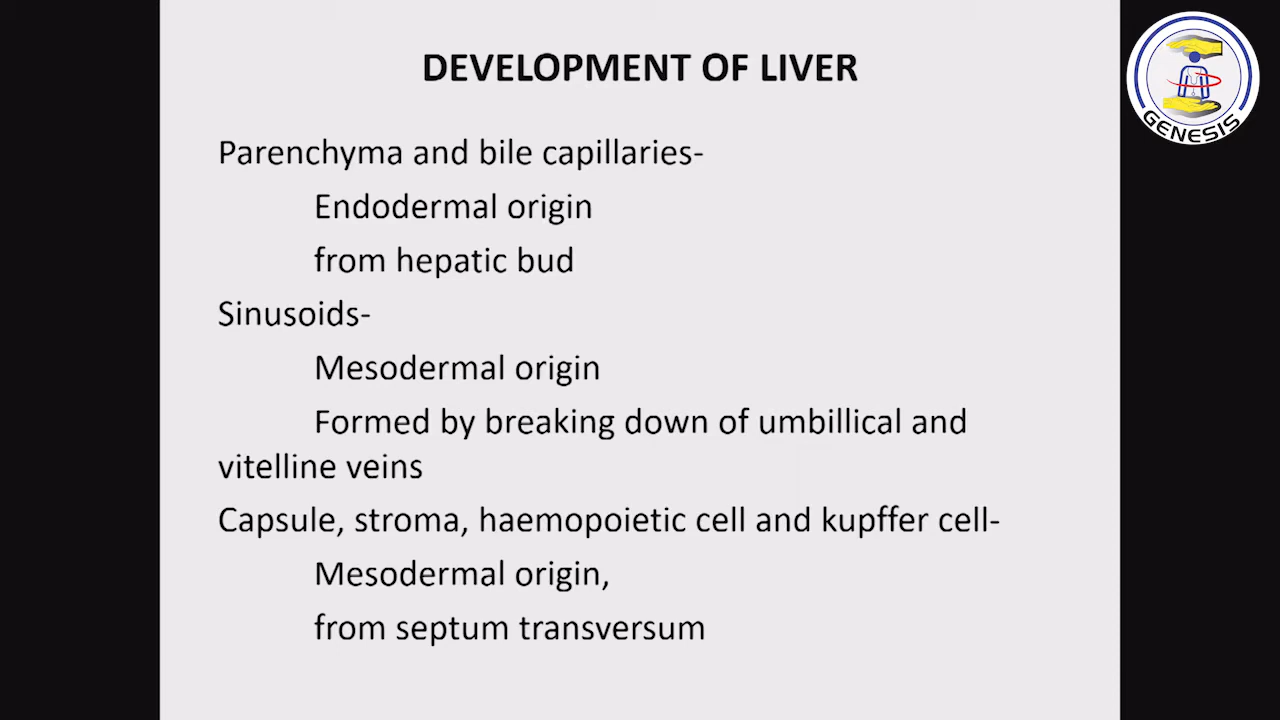 DEVELOPMENT OF LIVER
GENESIS
Parenchyma and bile capillaries-
Endodermal origin
from hepatic bud
Sinusoids-
Mesodermal origin
Formed by breaking down of umbillical and
vitelline veins
Capsule, stroma, haemopoietic cell and kupffer cell-
Mesodermal origin,
from septum transversum